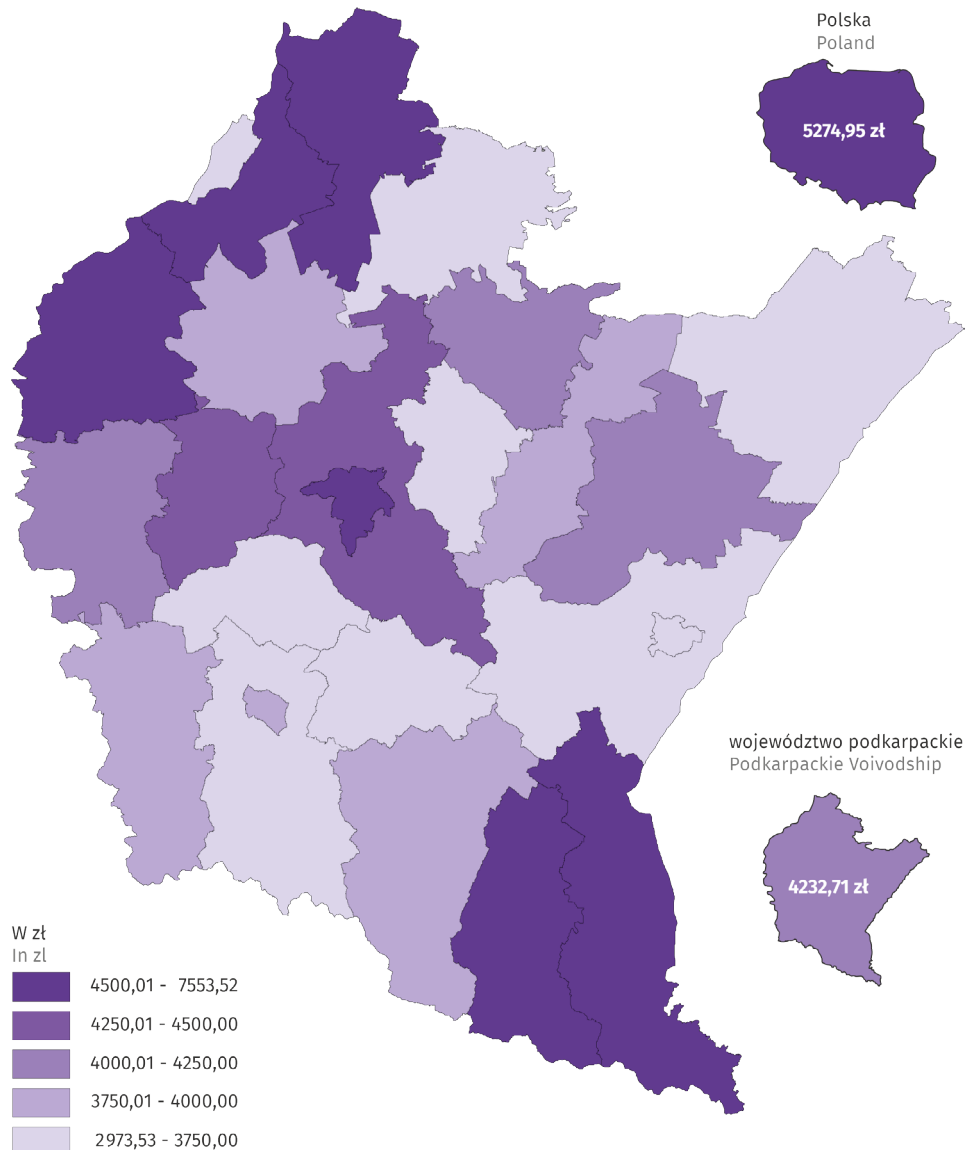 Polska
Poland
5274,95 zł
województwo podkarpackie
Podkarpackie Voivodship
4232,71 zł
W zł
In zl
4500,01 - 7553,52
4250,01 - 4500,00
4000,01 - 4250,00
3750,01 - 4000,00
2973,53 - 3750,00